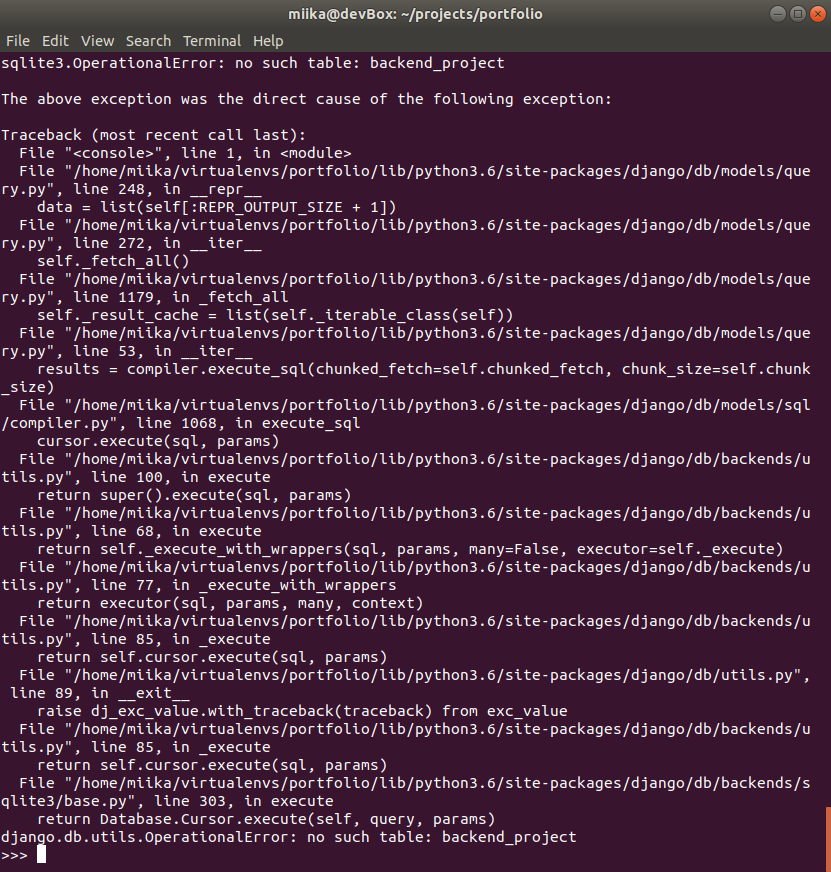 miika@devBox: ~/projects/portfolio
File Edit View Search Terminal Help
sqlite3.OperationalError: no such table: backend_project

The above exception was the direct cause of the following exception:

Traceback (most recent call last):
  File "<console>", line 1, in <module>
  File "/home/miika/virtualenvs/portfolio/lib/python3.6/site-packages/django/db/models/que
ry.py", line 248, in __repr__
    data = list(self[:REPR_OUTPUT_SIZE + 1])
  File "/home/miika/virtualenvs/portfolio/lib/python3.6/site-packages/django/db/models/que
ry.py", line 272, in __iter__
    self._fetch_all()
  File "/home/miika/virtualenvs/portfolio/lib/python3.6/site-packages/django/db/models/que
ry.py", line 1179, in _fetch_all
    self._result_cache = list(self._iterable_class(self))
  File "/home/miika/virtualenvs/portfolio/lib/python3.6/site-packages/django/db/models/que
ry.py", line 53, in __iter__
    results = compiler.execute_sql(chunked_fetch=self.chunked_fetch, chunk_size=self.chunk
_size)
  File "/home/miika/virtualenvs/portfolio/lib/python3.6/site-packages/django/db/models/sql
/compiler.py", line 1068, in execute_sql
    cursor.execute(sql, params)
  File "/home/miika/virtualenvs/portfolio/lib/python3.6/site-packages/django/db/backends/u
tils.py", line 100, in execute
    return super().execute(sql, params)
  File "/home/miika/virtualenvs/portfolio/lib/python3.6/site-packages/django/db/backends/u
tils.py", line 68, in execute
    return self._execute_with_wrappers(sql, params, many=False, executor=self._execute)
  File "/home/miika/virtualenvs/portfolio/lib/python3.6/site-packages/django/db/backends/u
tils.py", line 77, in _execute_with_wrappers
    return executor(sql, params, many, context)
  File "/home/miika/virtualenvs/portfolio/lib/python3.6/site-packages/django/db/backends/u
tils.py", line 85, in _execute
    return self.cursor.execute(sql, params)
  File "/home/miika/virtualenvs/portfolio/lib/python3.6/site-packages/django/db/utils.py",
 line 89, in __exit__
    raise dj_exc_value.with_traceback(traceback) from exc_value
  File "/home/miika/virtualenvs/portfolio/lib/python3.6/site-packages/django/db/backends/u
tils.py", line 85, in _execute
    return self.cursor.execute(sql, params)
  File "/home/miika/virtualenvs/portfolio/lib/python3.6/site-packages/django/db/backends/s
qlite3/base.py", line 303, in execute
    return Database.Cursor.execute(self, query, params)
django.db.utils.OperationalError: no such table: backend_project
>>>